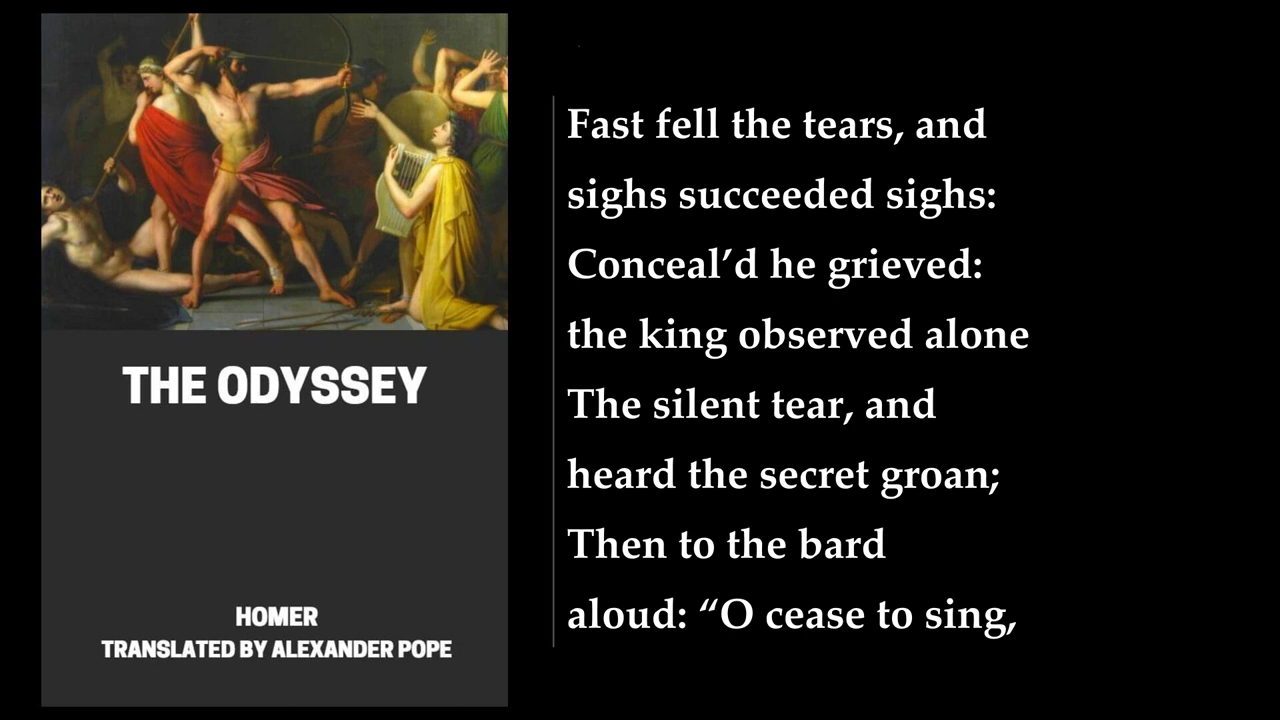 THE ODYSSEY
HOMER
TRANSLATED BY ALEXANDER POPE
Fast fell the tears, and
sighs succeeded sighs:
Conceal’d he grieved:
the king observed alone
The silent tear, and
heard the secret groan;
Then to the bard
aloud: “O cease to sing,